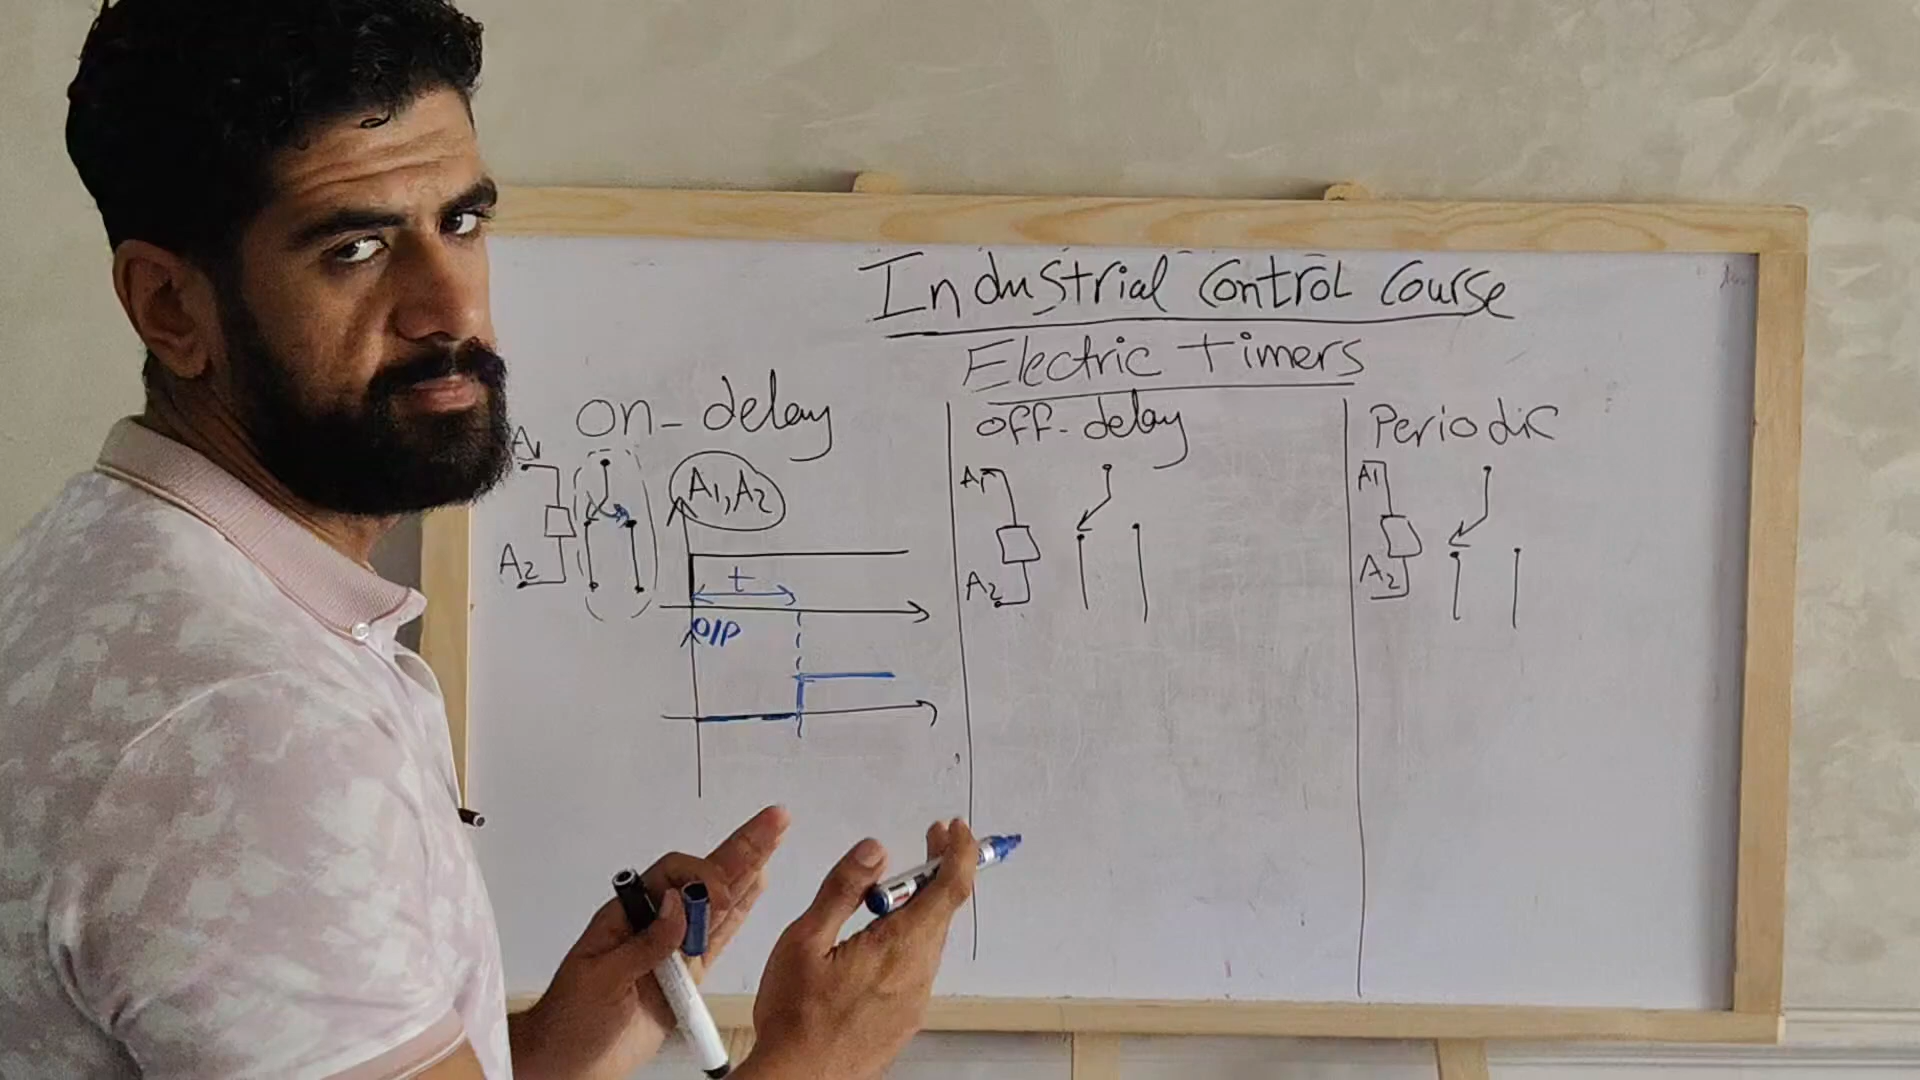 Industrial Control Course
Electric timers
on-delay
A1
A2
A1, A2
t
O/P
off-delay
A1
A2
Periodic
A1
A2